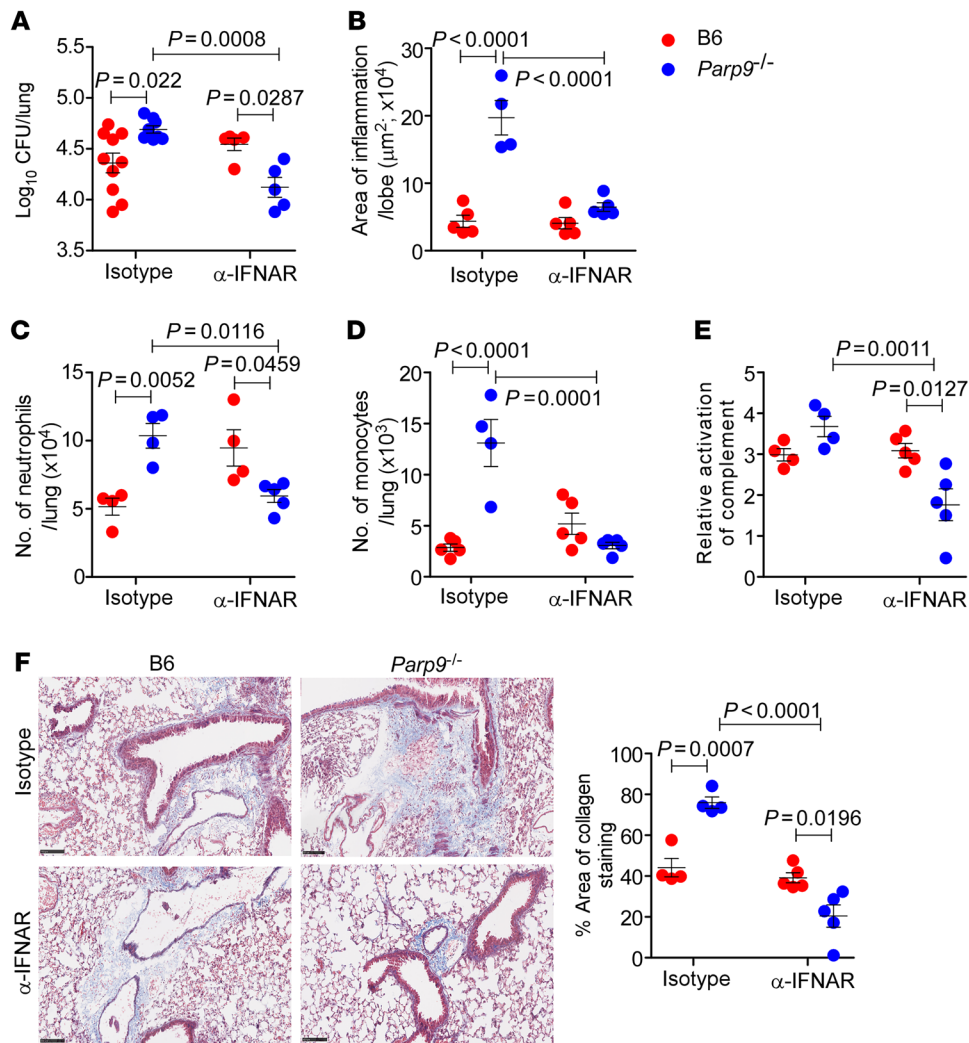 A
Log10 CFU/lung
5.5
5.0
4.5
4.0
3.5
P = 0.0008
P = 0.022
P = 0.0287
Isotype
α-IFNAR
B
Area of inflammation
/lobe (μm²; x10⁴)
30
20
10
0
P < 0.0001
P < 0.0001
Isotype
α-IFNAR
B6
Parp9-/-
C
No. of neutrophils
/lung (x10⁴)
15
10
5
0
P = 0.0116
P = 0.0052
P = 0.0459
Isotype
α-IFNAR
D
No. of monocytes
/lung (x10³)
20
15
10
5
0
P < 0.0001
P = 0.0001
Isotype
α-IFNAR
E
Relative activation
of complement
5
4
3
2
1
0
P = 0.0011
P = 0.0127
Isotype
α-IFNAR
F
B6
Parp9-/-
Isotype
α-IFNAR
% Area of collagen
staining
100
80
60
40
20
0
P < 0.0001
P = 0.0007
P = 0.0196
Isotype
α-IFNAR